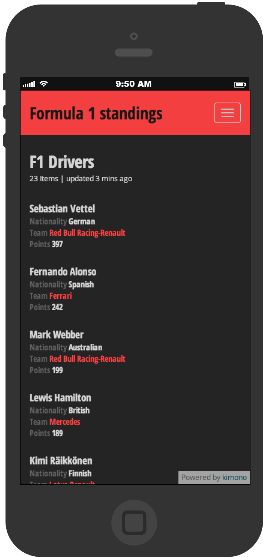 9:50 AM
Formula 1 standings
F1 Drivers
23 Items | updated 3 mins ago
Sebastian Vettel
Nationality German
Team Red Bull Racing-Renault
Points 397
Fernando Alonso
Nationality Spanish
Team Ferrari
Points 242
Mark Webber
Nationality Australian
Team Red Bull Racing-Renault
Points 199
Lewis Hamilton
Nationality British
Team Mercedes
Points 189
Kimi Räikkönen
Nationality Finnish
Team Lotus Renault
Powered by kimono